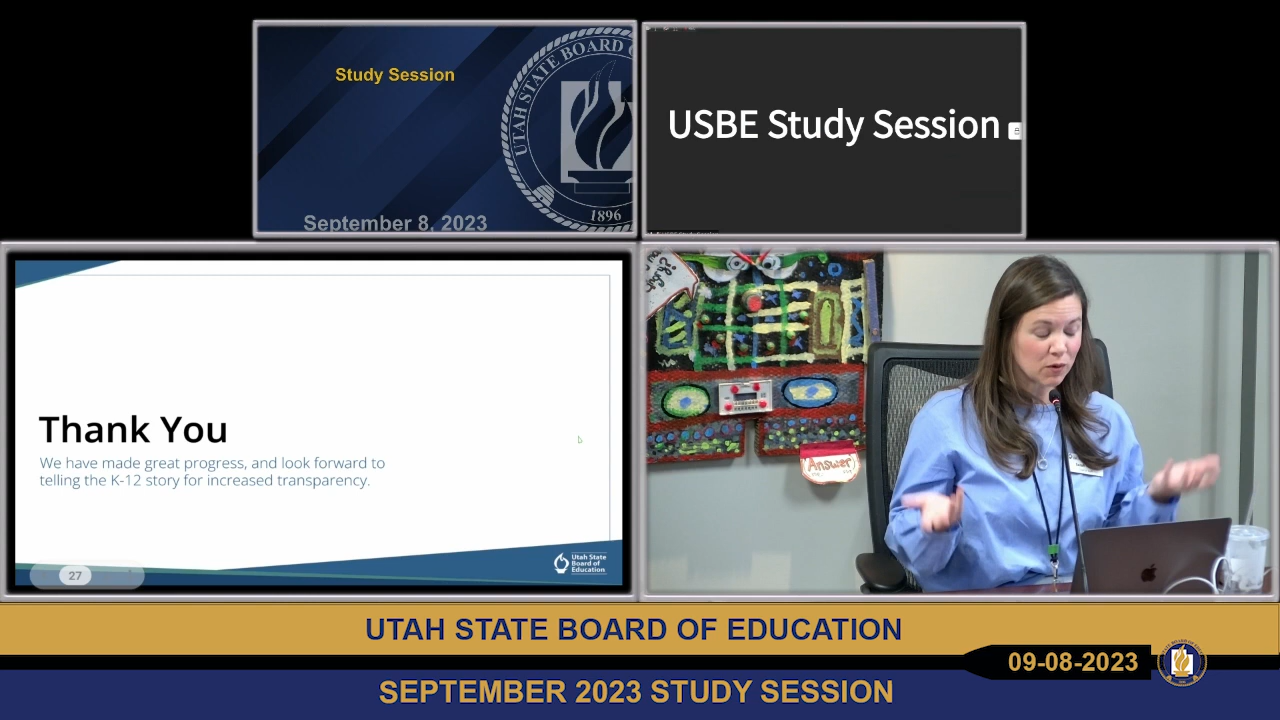 Study Session
UTAH STATE BOARD O
1896
September 8, 2023
USBE Study Session
Thank You
We have made great progress, and look forward to
telling the K-12 story for increased transparency.
27
Utah State
Board of
Education
Answer
UTAH STATE BOARD OF EDUCATION
09-08-2023
SEPTEMBER 2023 STUDY SESSION